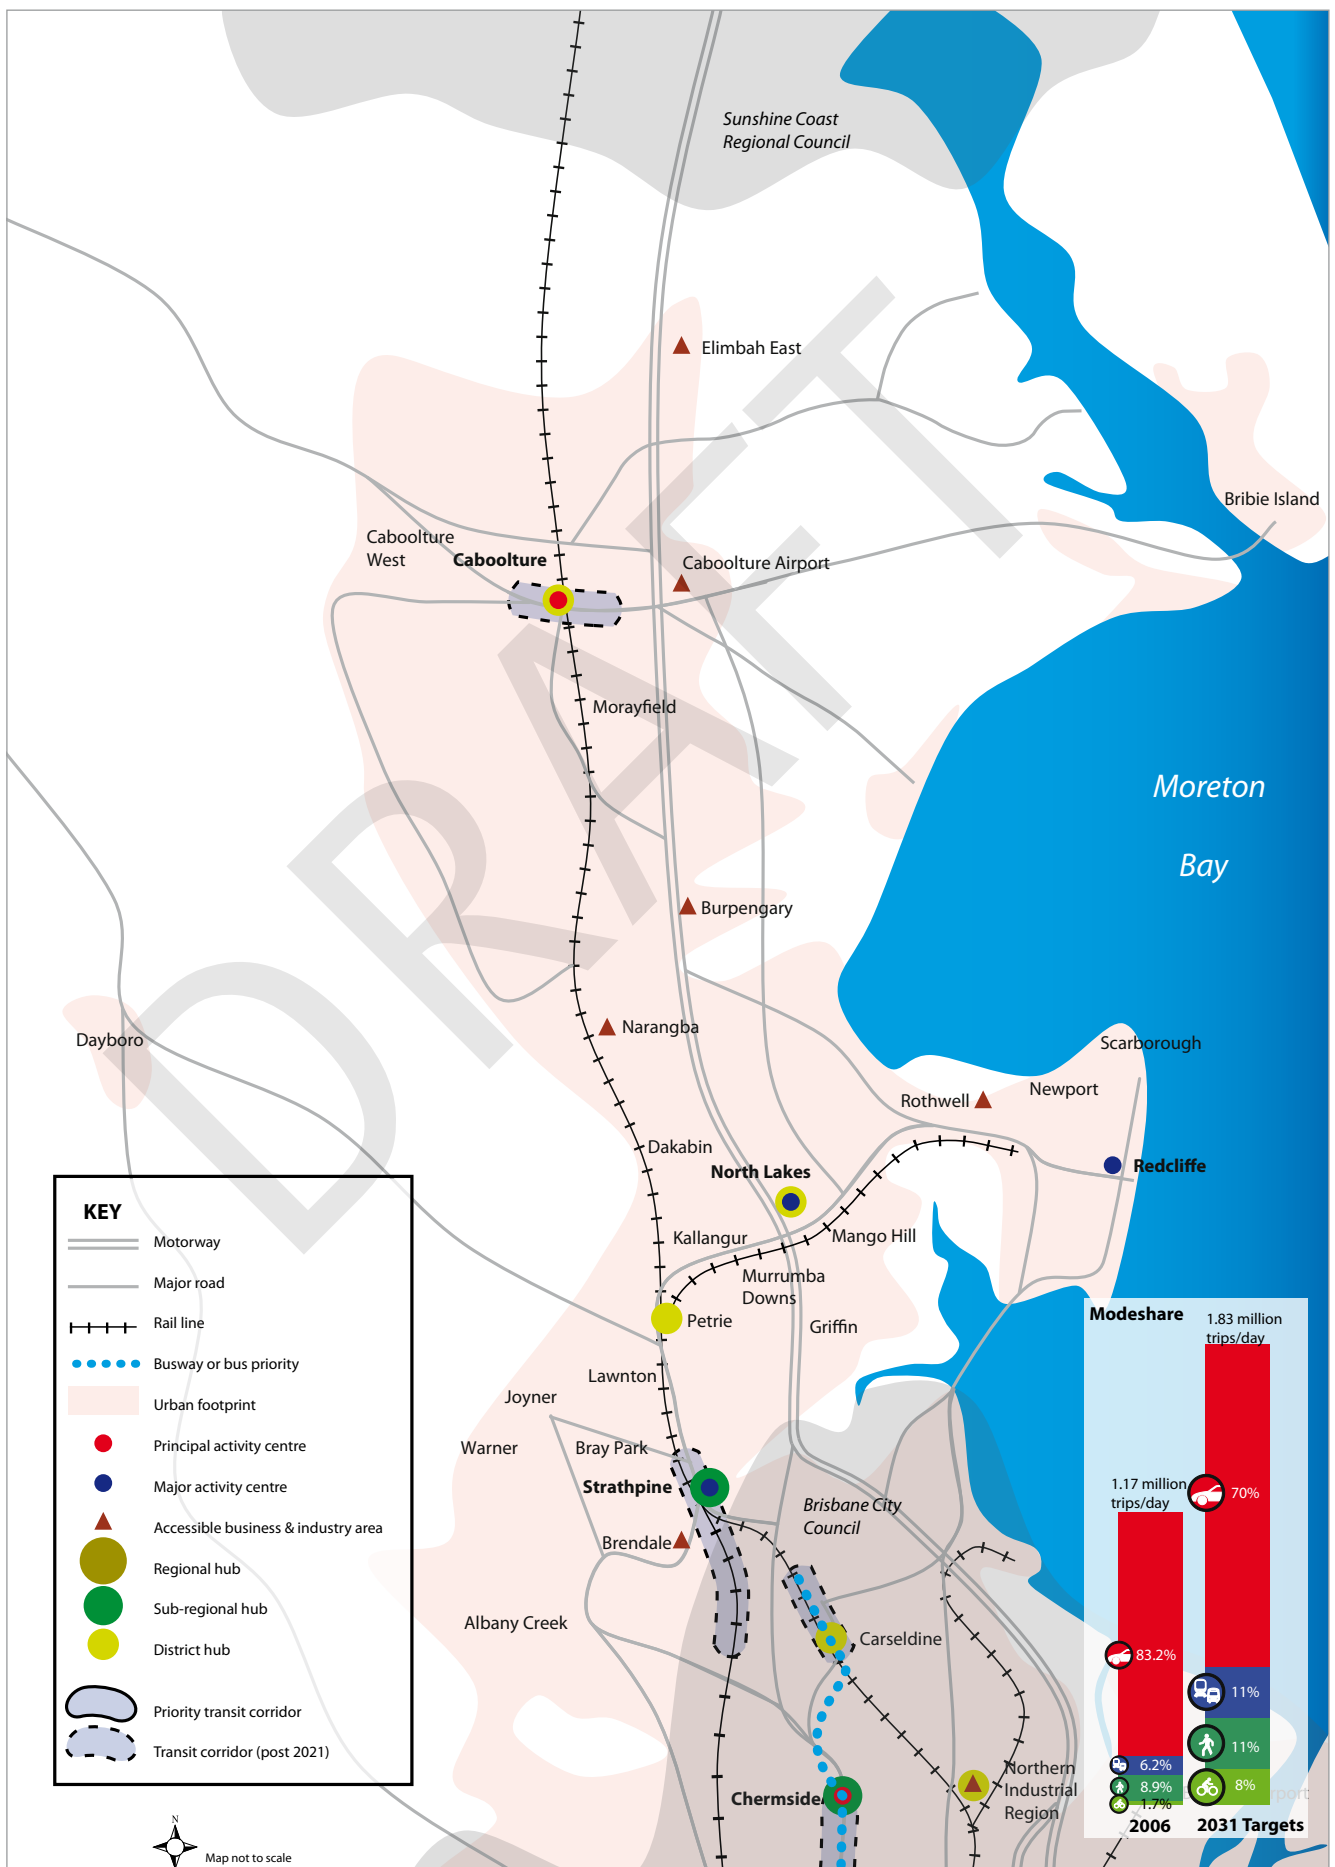 Sunshine Coast
Regional Council
Elimbah East
Bribie Island
Caboolture
West
Caboolture
Caboolture Airport
Morayfield
Moreton
Bay
Burpengary
Narangba
Dayboro
Scarborough
Newport
Rothwell
Dakabin
North Lakes
Redcliffe
Kallangur
Mango Hill
Murrumba
Downs
Petrie
Griffin
Lawnton
Joyner
Warner
Bray Park
Strathpine
Brisbane City
Council
Brendale
Albany Creek
Carseldine
Chermside
Northern
Industrial
Region
DRAFT
KEY
Motorway
Major road
Rail line
Busway or bus priority
Urban footprint
Principal activity centre
Major activity centre
Accessible business & industry area
Regional hub
Sub-regional hub
District hub
Priority transit corridor
Transit corridor (post 2021)
N
Map not to scale
Modeshare
1.83 million
trips/day
1.17 million
trips/day
70%
83.2%
11%
11%
8%
6.2%
8.9%
1.7%
2006
2031 Targets